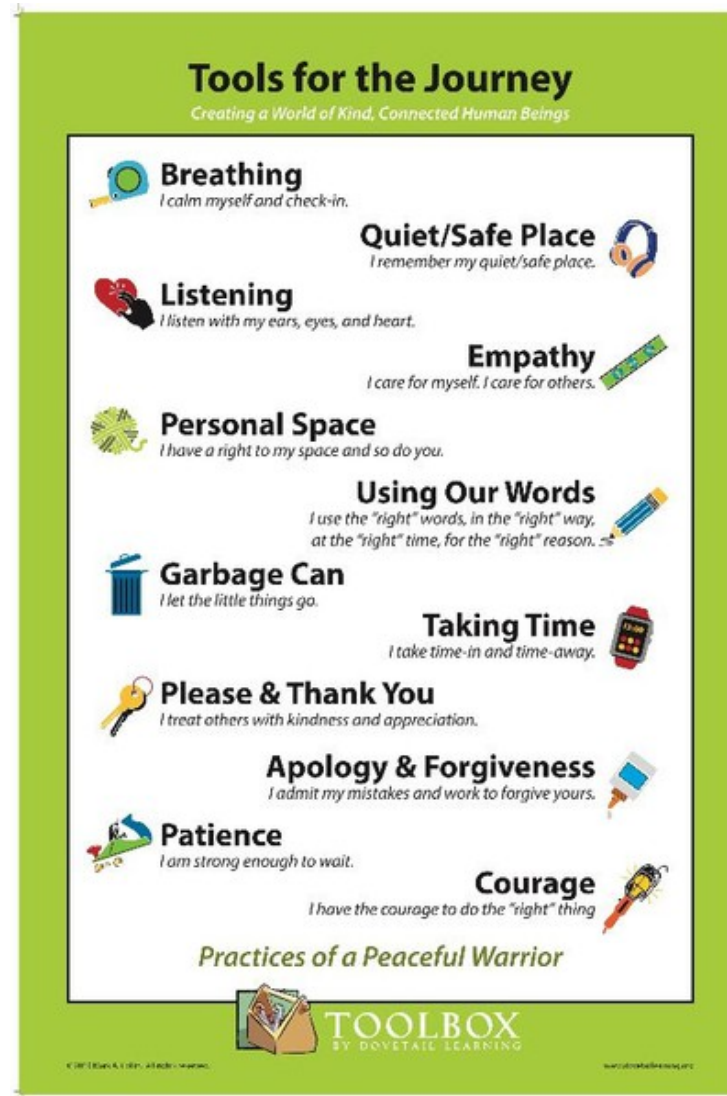 Tools for the Journey
Creating a World of Kind, Connected Human Beings
Breathing
I calm myself and check-in.
Quiet/Safe Place
I remember my quiet/safe place.
Listening
I listen with my ears, eyes, and heart.
Empathy
I care for myself. I care for others.
Personal Space
I have a right to my space and so do you.
Using Our Words
I use the “right” words, in the “right” way,
at the “right” time, for the “right” reason.
Garbage Can
I let the little things go.
Taking Time
I take time-in and time-away.
Please & Thank You
I treat others with kindness and appreciation.
Apology & Forgiveness
I admit my mistakes and work to forgive yours.
Patience
I am strong enough to wait.
Courage
I have the courage to do the “right” thing
Practices of a Peaceful Warrior
TOOLBOX
BY DOVETAIL LEARNING